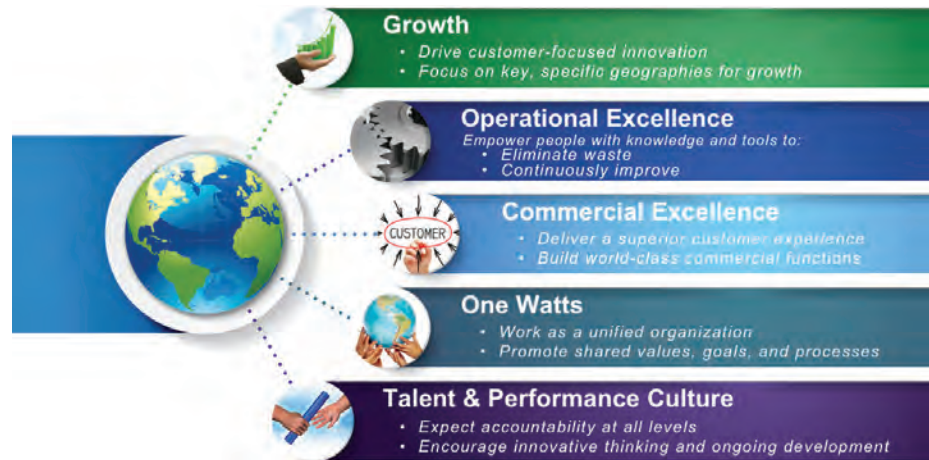 Growth
• Drive customer-focused innovation
• Focus on key, specific geographies for growth
Operational Excellence
Empower people with knowledge and tools to:
• Eliminate waste
• Continuously improve
Commercial Excellence
CUSTOMER
• Deliver a superior customer experience
• Build world-class commercial functions
One Watts
• Work as a unified organization
• Promote shared values, goals, and processes
Talent & Performance Culture
• Expect accountability at all levels
• Encourage innovative thinking and ongoing development